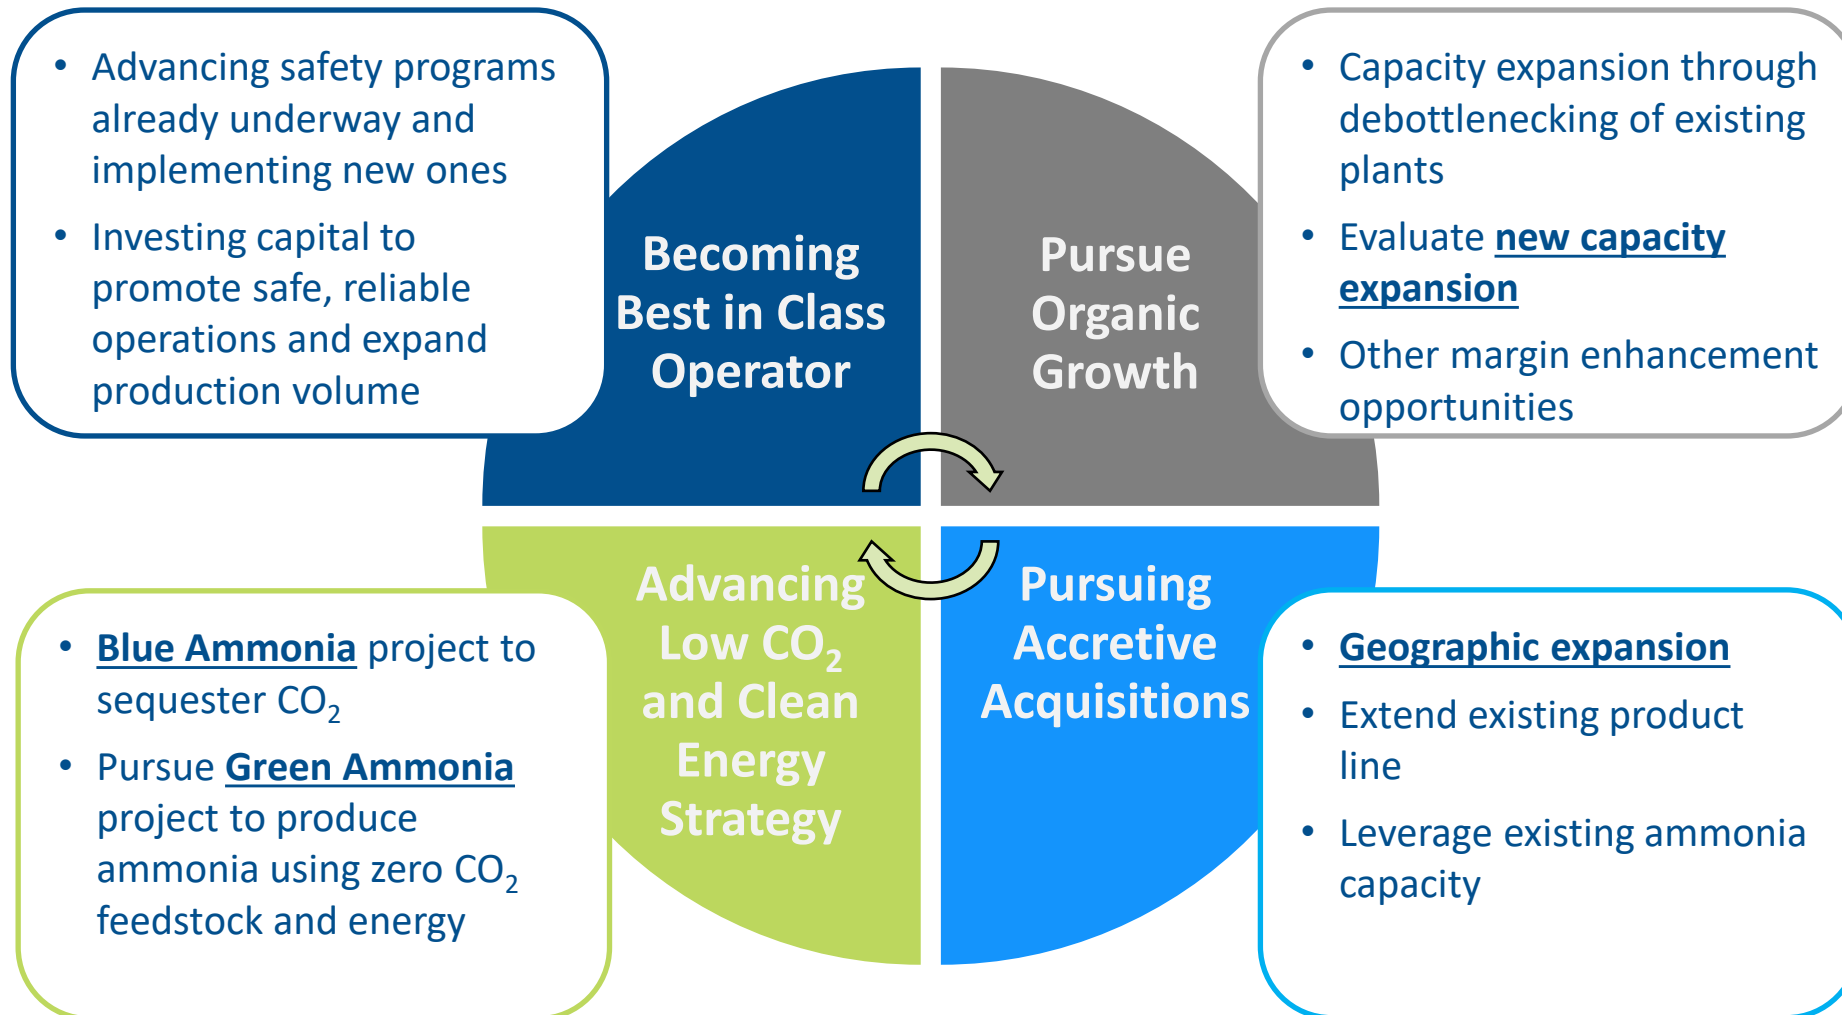 • Advancing safety programs
already underway and
implementing new ones
• Investing capital to
promote safe, reliable
operations and expand
production volume
Becoming
Best in Class
Operator
Pursue
Organic
Growth
• Capacity expansion through
debottlenecking of existing
plants
• Evaluate new capacity
expansion
• Other margin enhancement
opportunities
• Blue Ammonia project to
sequester CO₂
• Pursue Green Ammonia
project to produce
ammonia using zero CO₂
feedstock and energy
Advancing
Low CO₂
and Clean
Energy
Strategy
Pursuing
Accretive
Acquisitions
• Geographic expansion
• Extend existing product
line
• Leverage existing ammonia
capacity